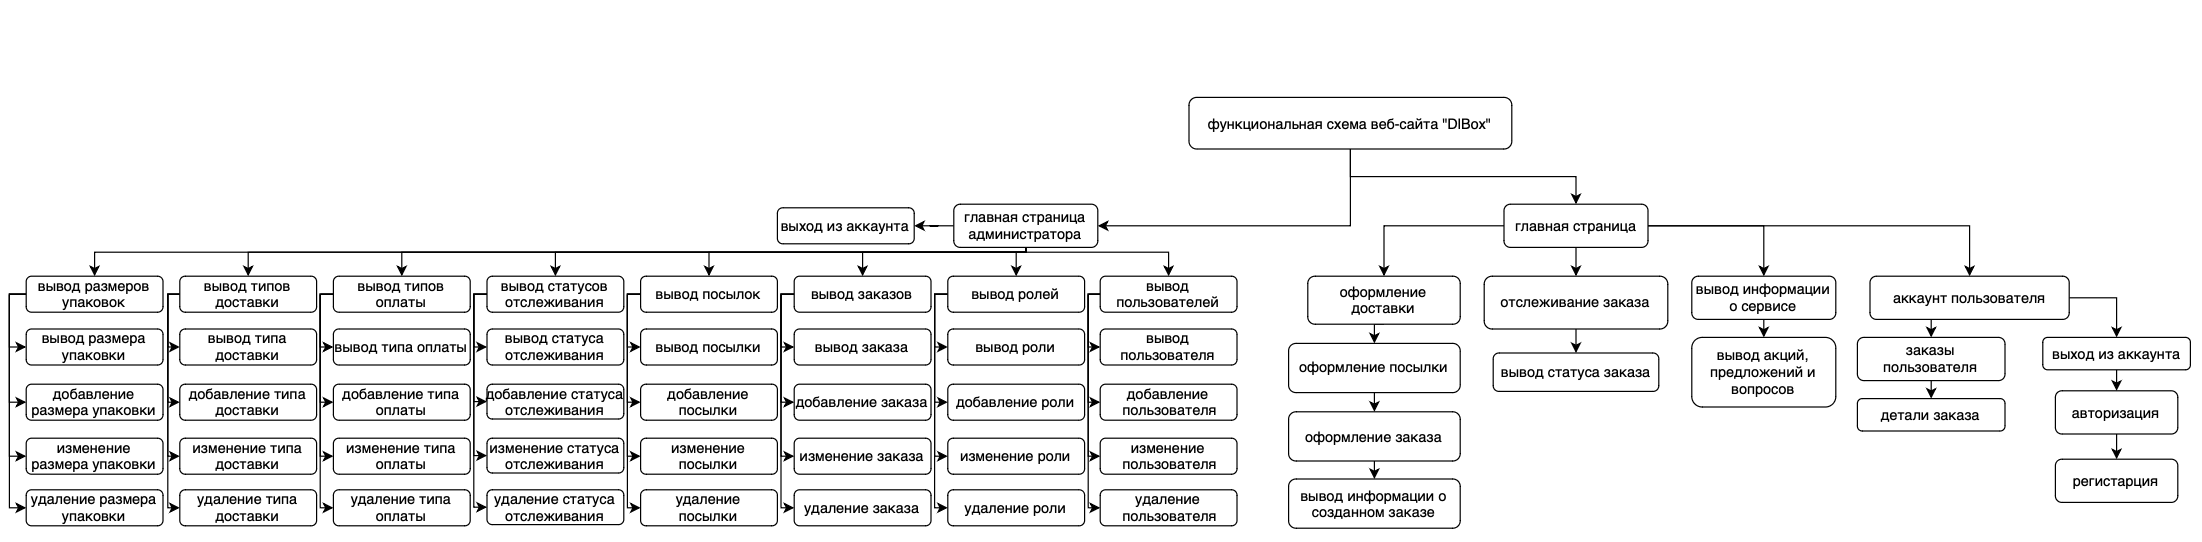 функциональная схема веб-сайта "DIBox"
выход из аккаунта
главная страница
администратора
главная страница
вывод размеров
упаковок
вывод типов
доставки
вывод типов
оплаты
вывод статусов
отслеживания
вывод посылок
вывод заказов
вывод ролей
вывод
пользователей
оформление
доставки
отслеживание заказа
вывод информации
о сервисе
аккаунт пользователя
вывод размера
упаковки
вывод типа
доставки
вывод типа оплаты
вывод статуса
отслеживания
вывод посылки
вывод заказа
вывод роли
вывод
пользователя
оформление посылки
вывод статуса заказа
вывод акций,
предложений и
вопросов
заказы
пользователя
выход из аккаунта
добавление
размера упаковки
добавление типа
доставки
добавление типа
оплаты
добавление статуса
отслеживания
добавление
посылки
добавление заказа
добавление роли
добавление
пользователя
оформление заказа
детали заказа
авторизация
изменение
размера упаковки
изменение типа
доставки
изменение типа
оплаты
изменение статуса
отслеживания
изменение
посылки
изменение заказа
изменение роли
изменение
пользователя
вывод информации о
созданном заказе
регистарция
удаление размера
упаковки
удаление типа
доставки
удаление типа
оплаты
удаление статуса
отслеживания
удаление
посылки
удаление заказа
удаление роли
удаление
пользователя